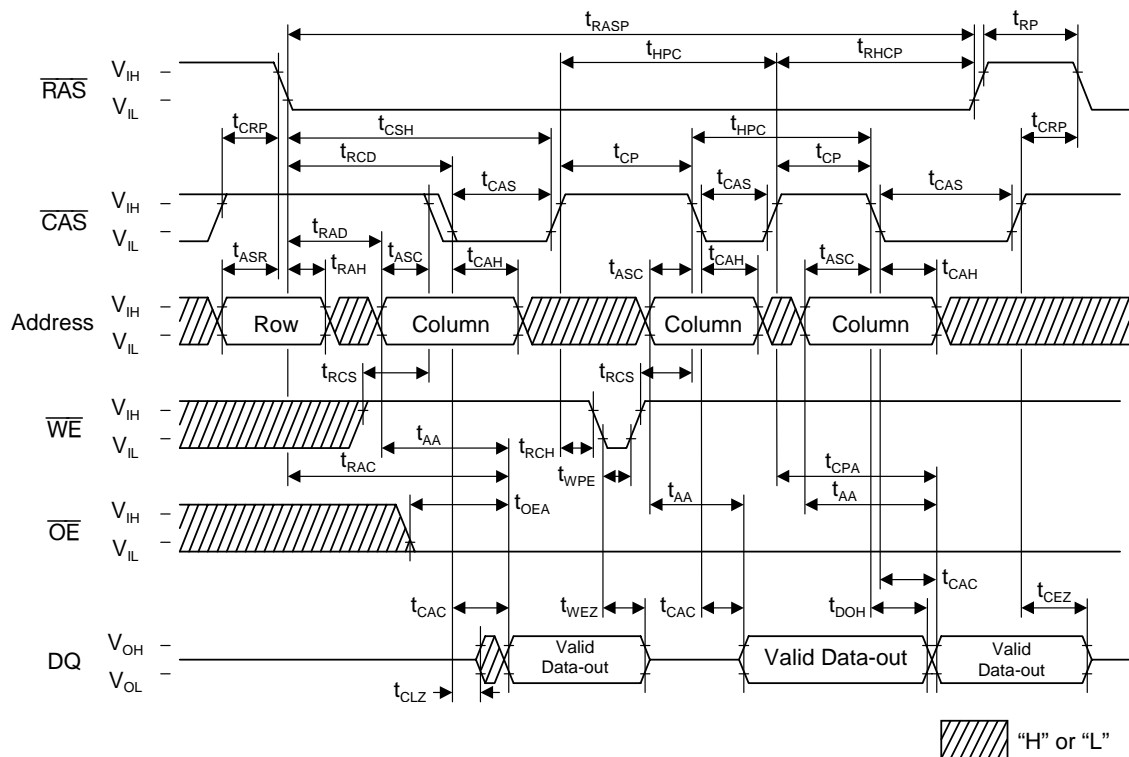 tRASP
tRP
tHPC
tRHCP
RAS
VIH
VIL
tCRP
tCSH
tHPC
tCRP
tRCD
tCP
tCP
tCAS
tCAS
tCAS
CAS
VIH
VIL
tRAD
tASR
tRAH
tASC
tCAH
tASC
tCAH
tASC
tCAH
Address
VIH
VIL
Row
Column
Column
Column
tRCS
tRCS
WE
VIH
VIL
tAA
tRCH
tRAC
tWPE
tCPA
tOEA
tAA
tAA
OE
VIH
VIL
tCAC
tCAC
tWEZ
tCAC
tDOH
tCEZ
DQ
VOH
VOL
Valid
Data-out
Valid Data-out
Valid
Data-out
tCLZ
“H” or “L”